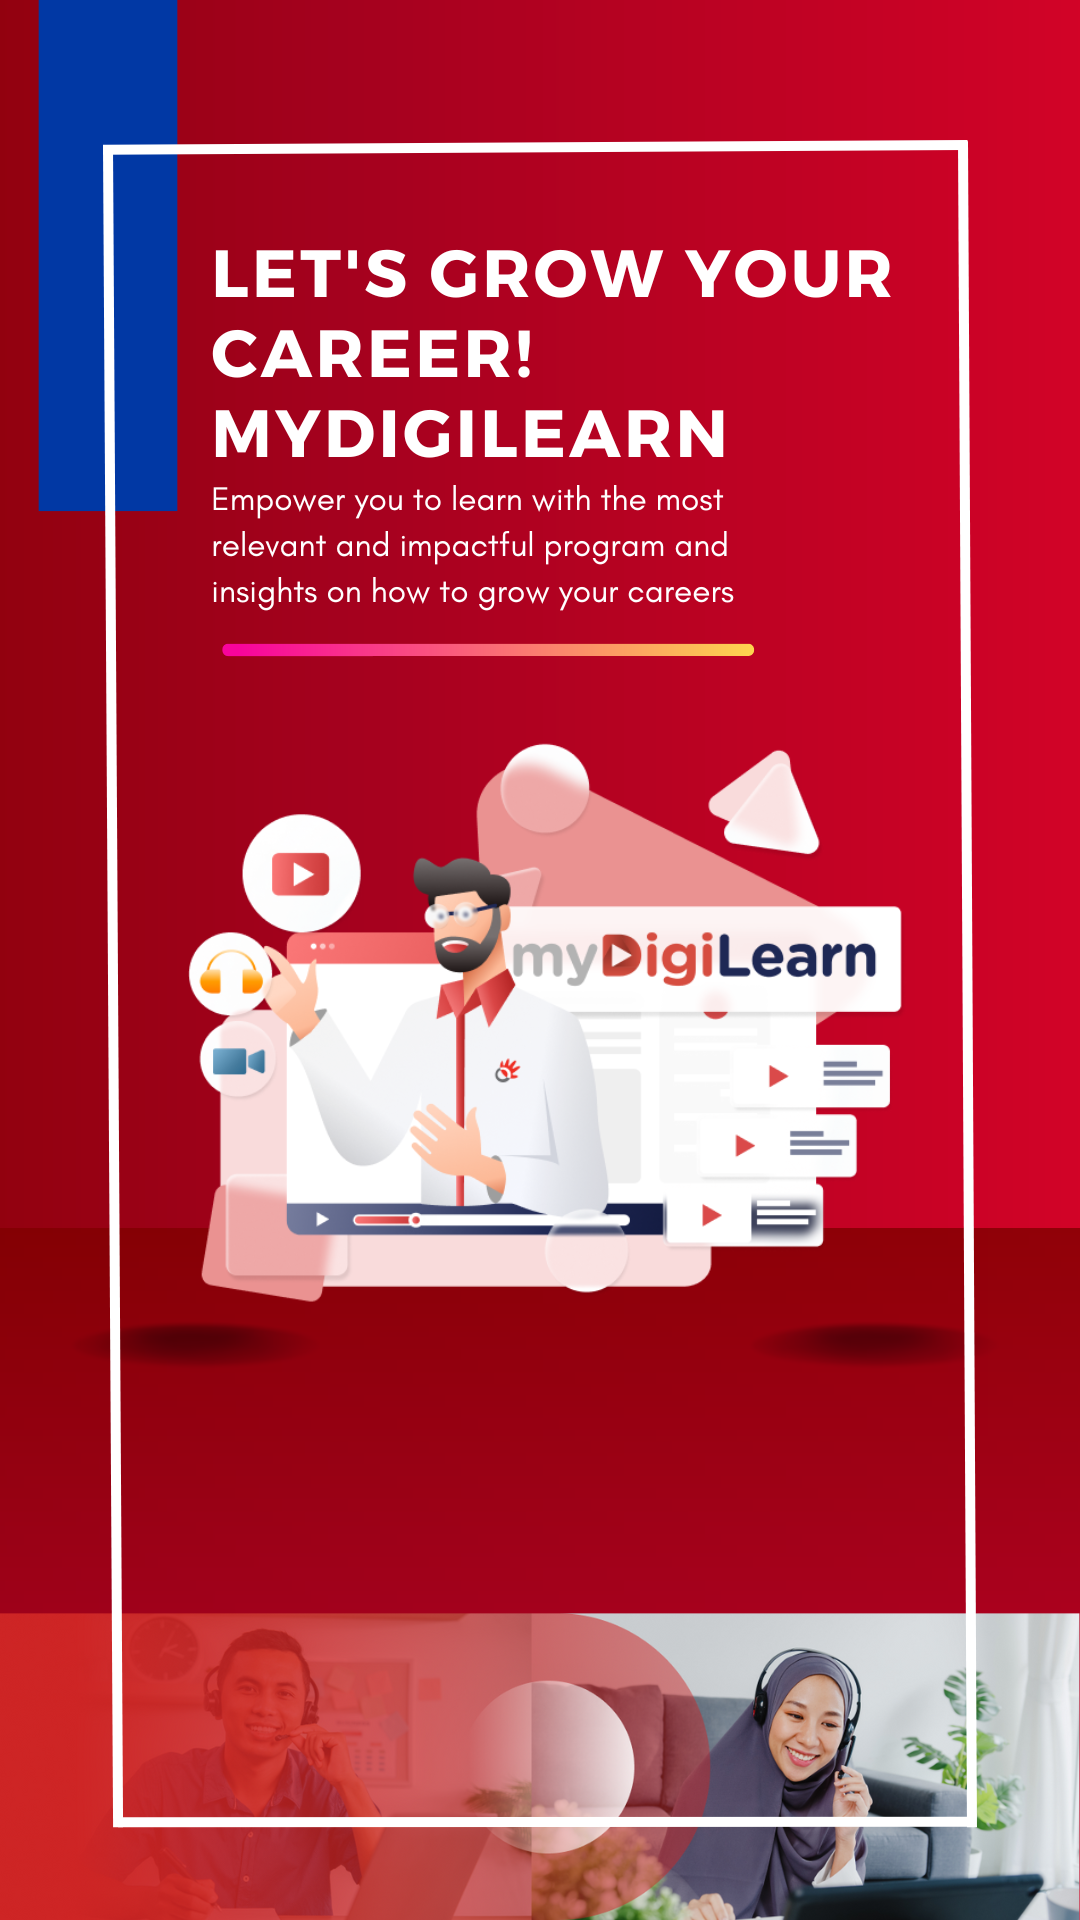 LET'S GROW YOUR
CAREER!
MYDIGILEARN
Empower you to learn with the most
relevant and impactful program and
insights on how to grow your careers
myDigiLearn